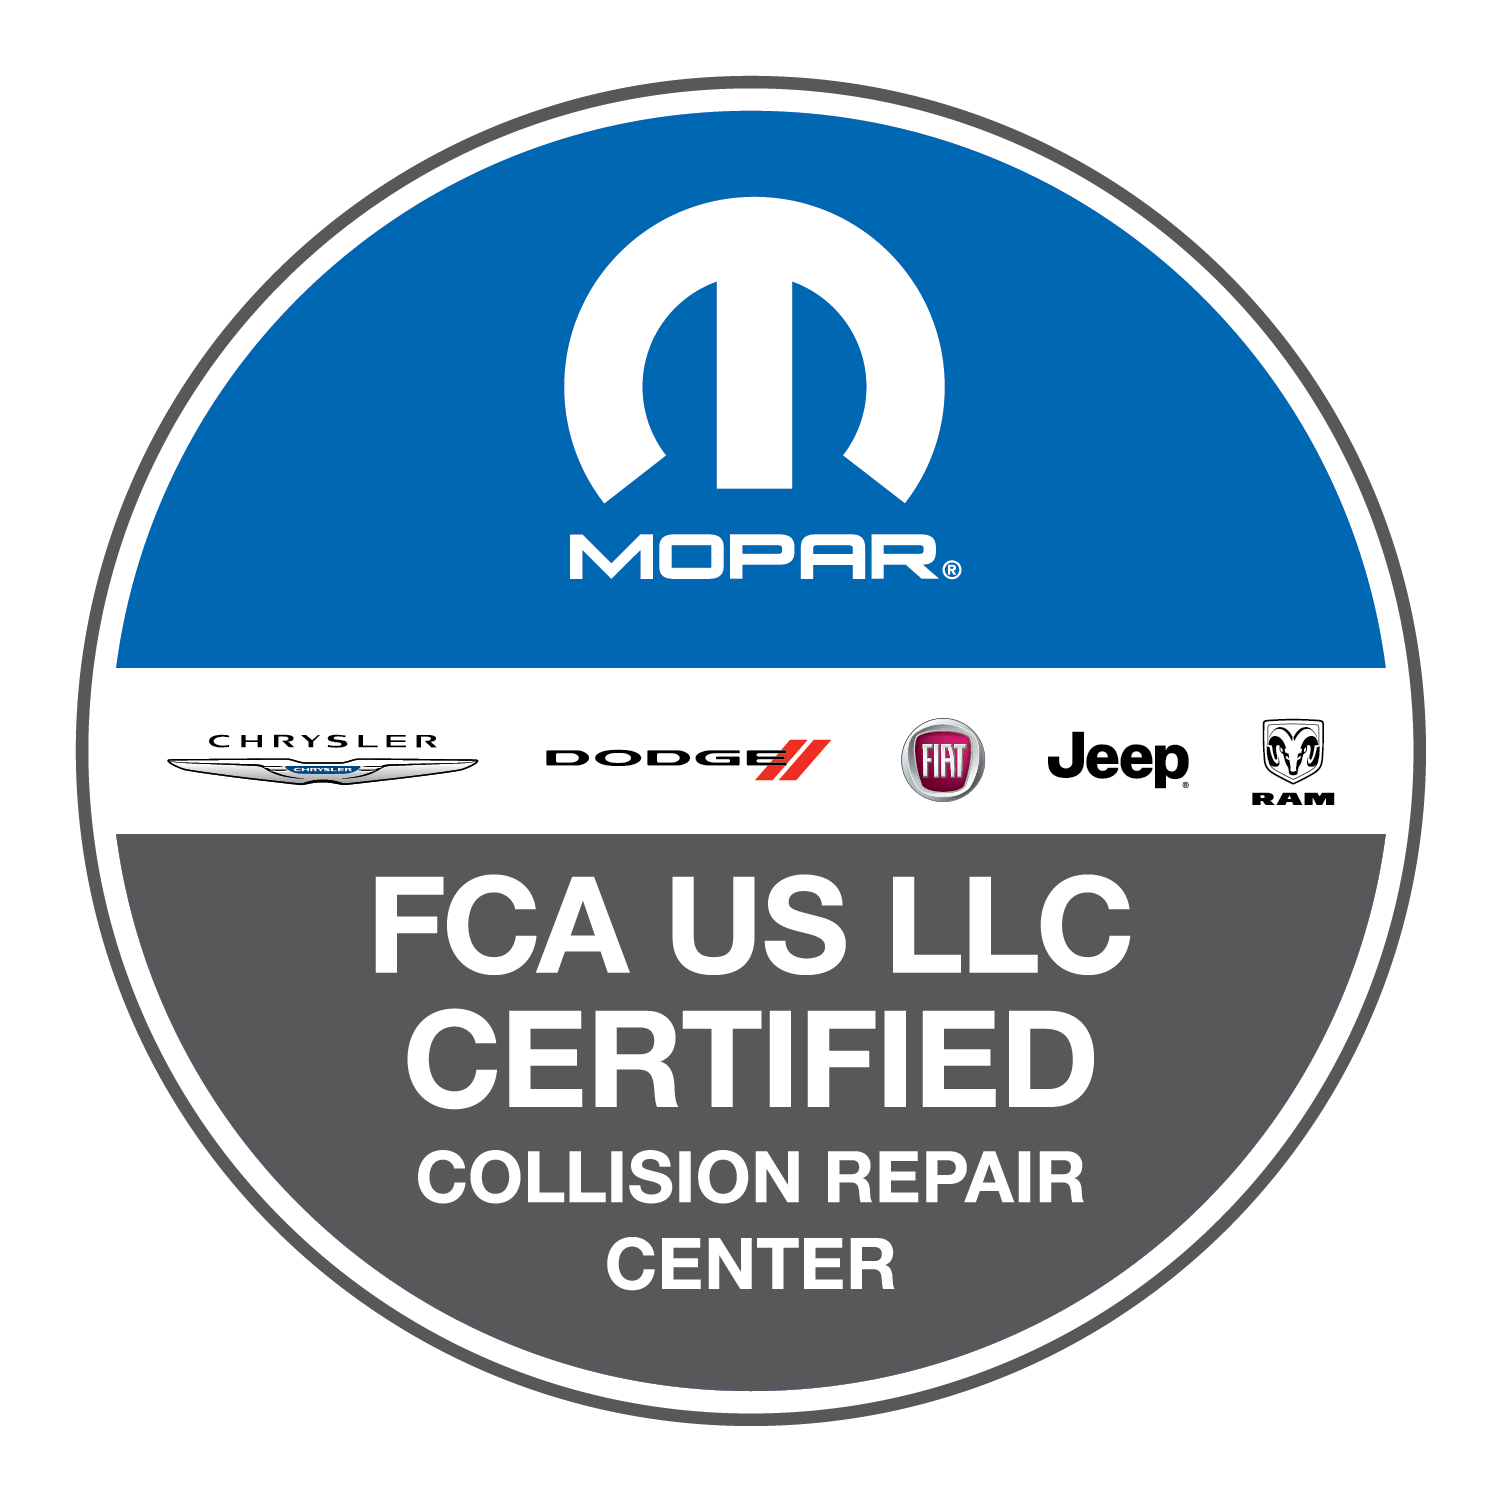 MOPAR®
CHRYSLER
CHRYSLER
DODGE
FIAT
Jeep®
RAM
FCA US LLC
CERTIFIED
COLLISION REPAIR
CENTER